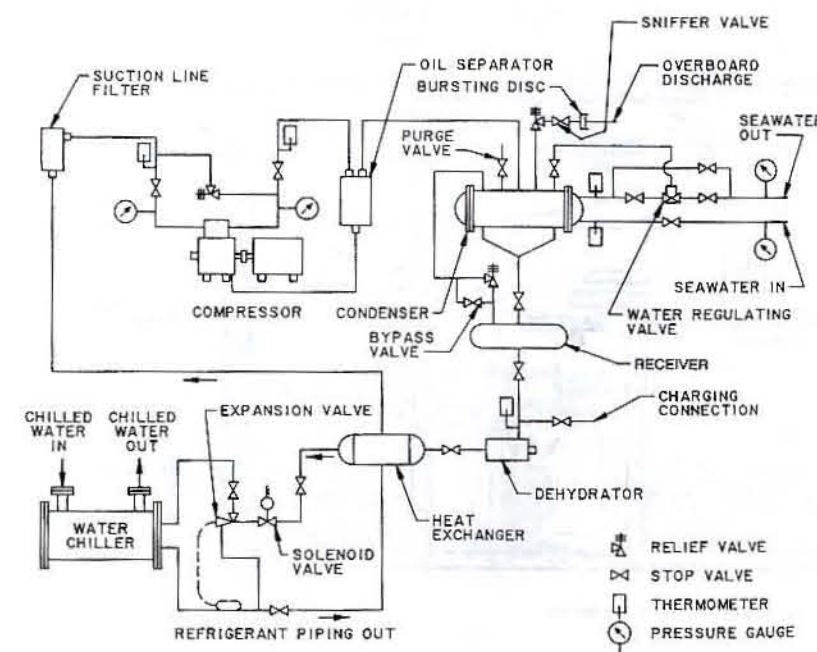 SNIFFER VALVE
OIL SEPARATOR
BURSTING DISC
OVERBOARD
DISCHARGE
SUCTION LINE
FILTER
SEAWATER
OUT
PURGE
VALVE
COMPRESSOR
CONDENSER
BYPASS
VALVE
SEAWATER IN
WATER REGULATING
VALVE
RECEIVER
CHARGING
CONNECTION
CHILLED
WATER
IN
CHILLED
WATER
OUT
EXPANSION VALVE
DEHYDRATOR
HEAT
EXCHANGER
WATER
CHILLER
SOLENOID
VALVE
RELIEF VALVE
STOP VALVE
THERMOMETER
REFRIGERANT PIPING OUT
PRESSURE GAUGE